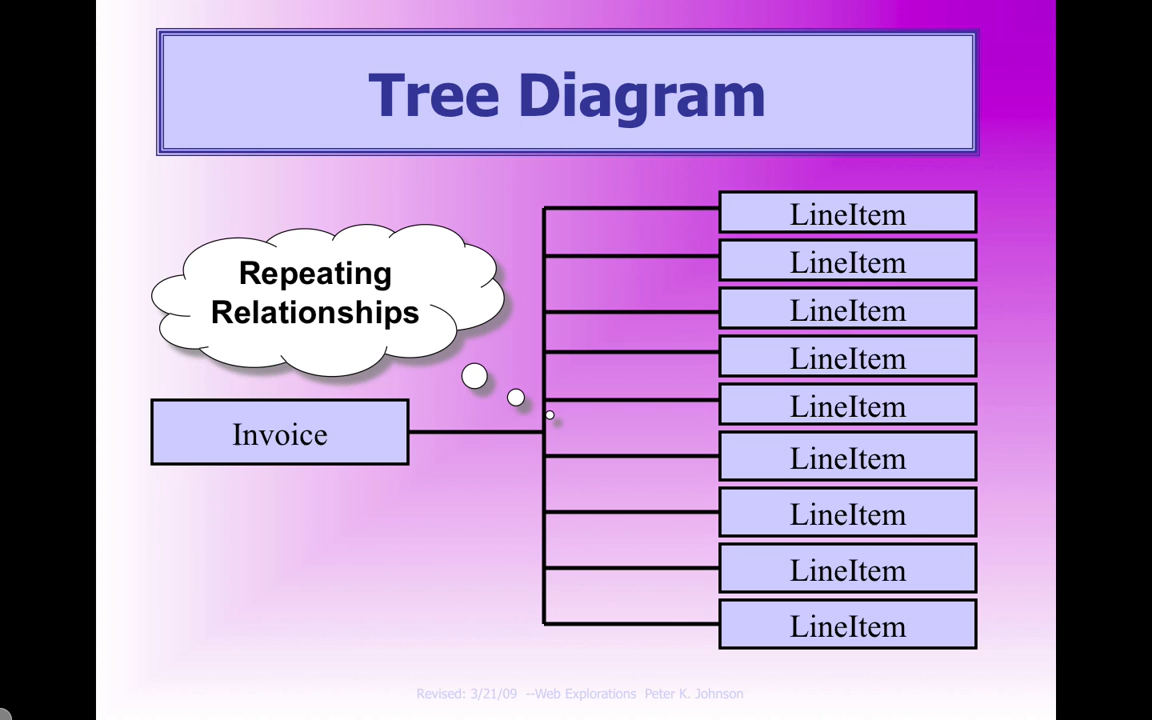 Tree Diagram
Repeating
Relationships
Invoice
LineItem
LineItem
LineItem
LineItem
LineItem
LineItem
LineItem
LineItem
LineItem
Revised: 3/21/09 --Web Explorations Peter K. Johnson